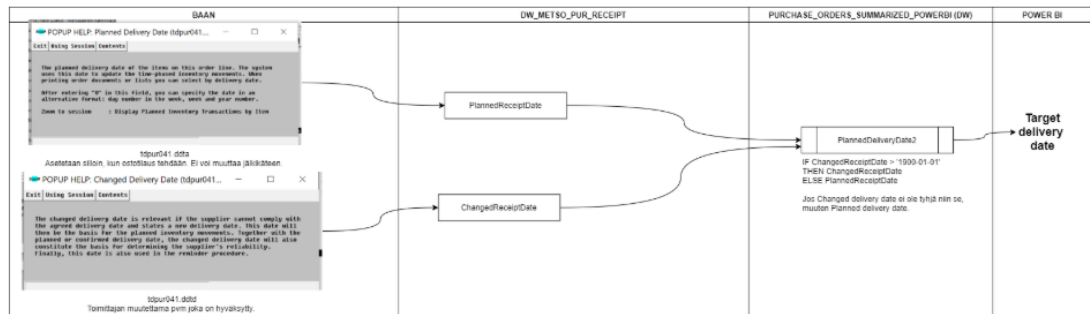 BAAN
DW_METSO_PUR_RECEIPT
PURCHASE_ORDERS_SUMMARIZED_POWERBI (DW)
POWER BI
POPUP HELP: Planned Delivery Date (tdpur041...
Exit Using Session Contents
The planned delivery date of the items on this order line. The system
uses this date to update the time-phased inventory movements. When
printing order documents or lists you can select by delivery date.
After entering "0" in this field, you can specify the date in an
alternative format: day number in the week, week and year number.
Zoom to session : Display Planned Inventory Transactions by Item
tdpur041.ddta
Asetetaan silloin, kun ostotilaus tehdään. Ei voi muuttaa jälkikäteen.
POPUP HELP: Changed Delivery Date (tdpur041...
Exit Using Session Contents
The changed delivery date is relevant if the supplier cannot comply with
the agreed delivery date and states a new delivery date. This date will
then be the basis for the planned inventory movements. Together with the
planned or confirmed delivery date, the changed delivery date will also
constitute the basis for determining the supplier's reliability.
Finally, this date is also used in the reminder procedure.
tdpur041.ddtd
Toimittajan muutettama pvm joka on hyväksytty.
PlannedReceiptDate
ChangedReceiptDate
PlannedDeliveryDate2
IF ChangedReceiptDate > '1900-01-01'
THEN ChangedReceiptDate
ELSE PlannedReceiptDate
Jos Changed delivery date ei ole tyhjä niin se,
muuten Planned delivery date.
Target
delivery
date